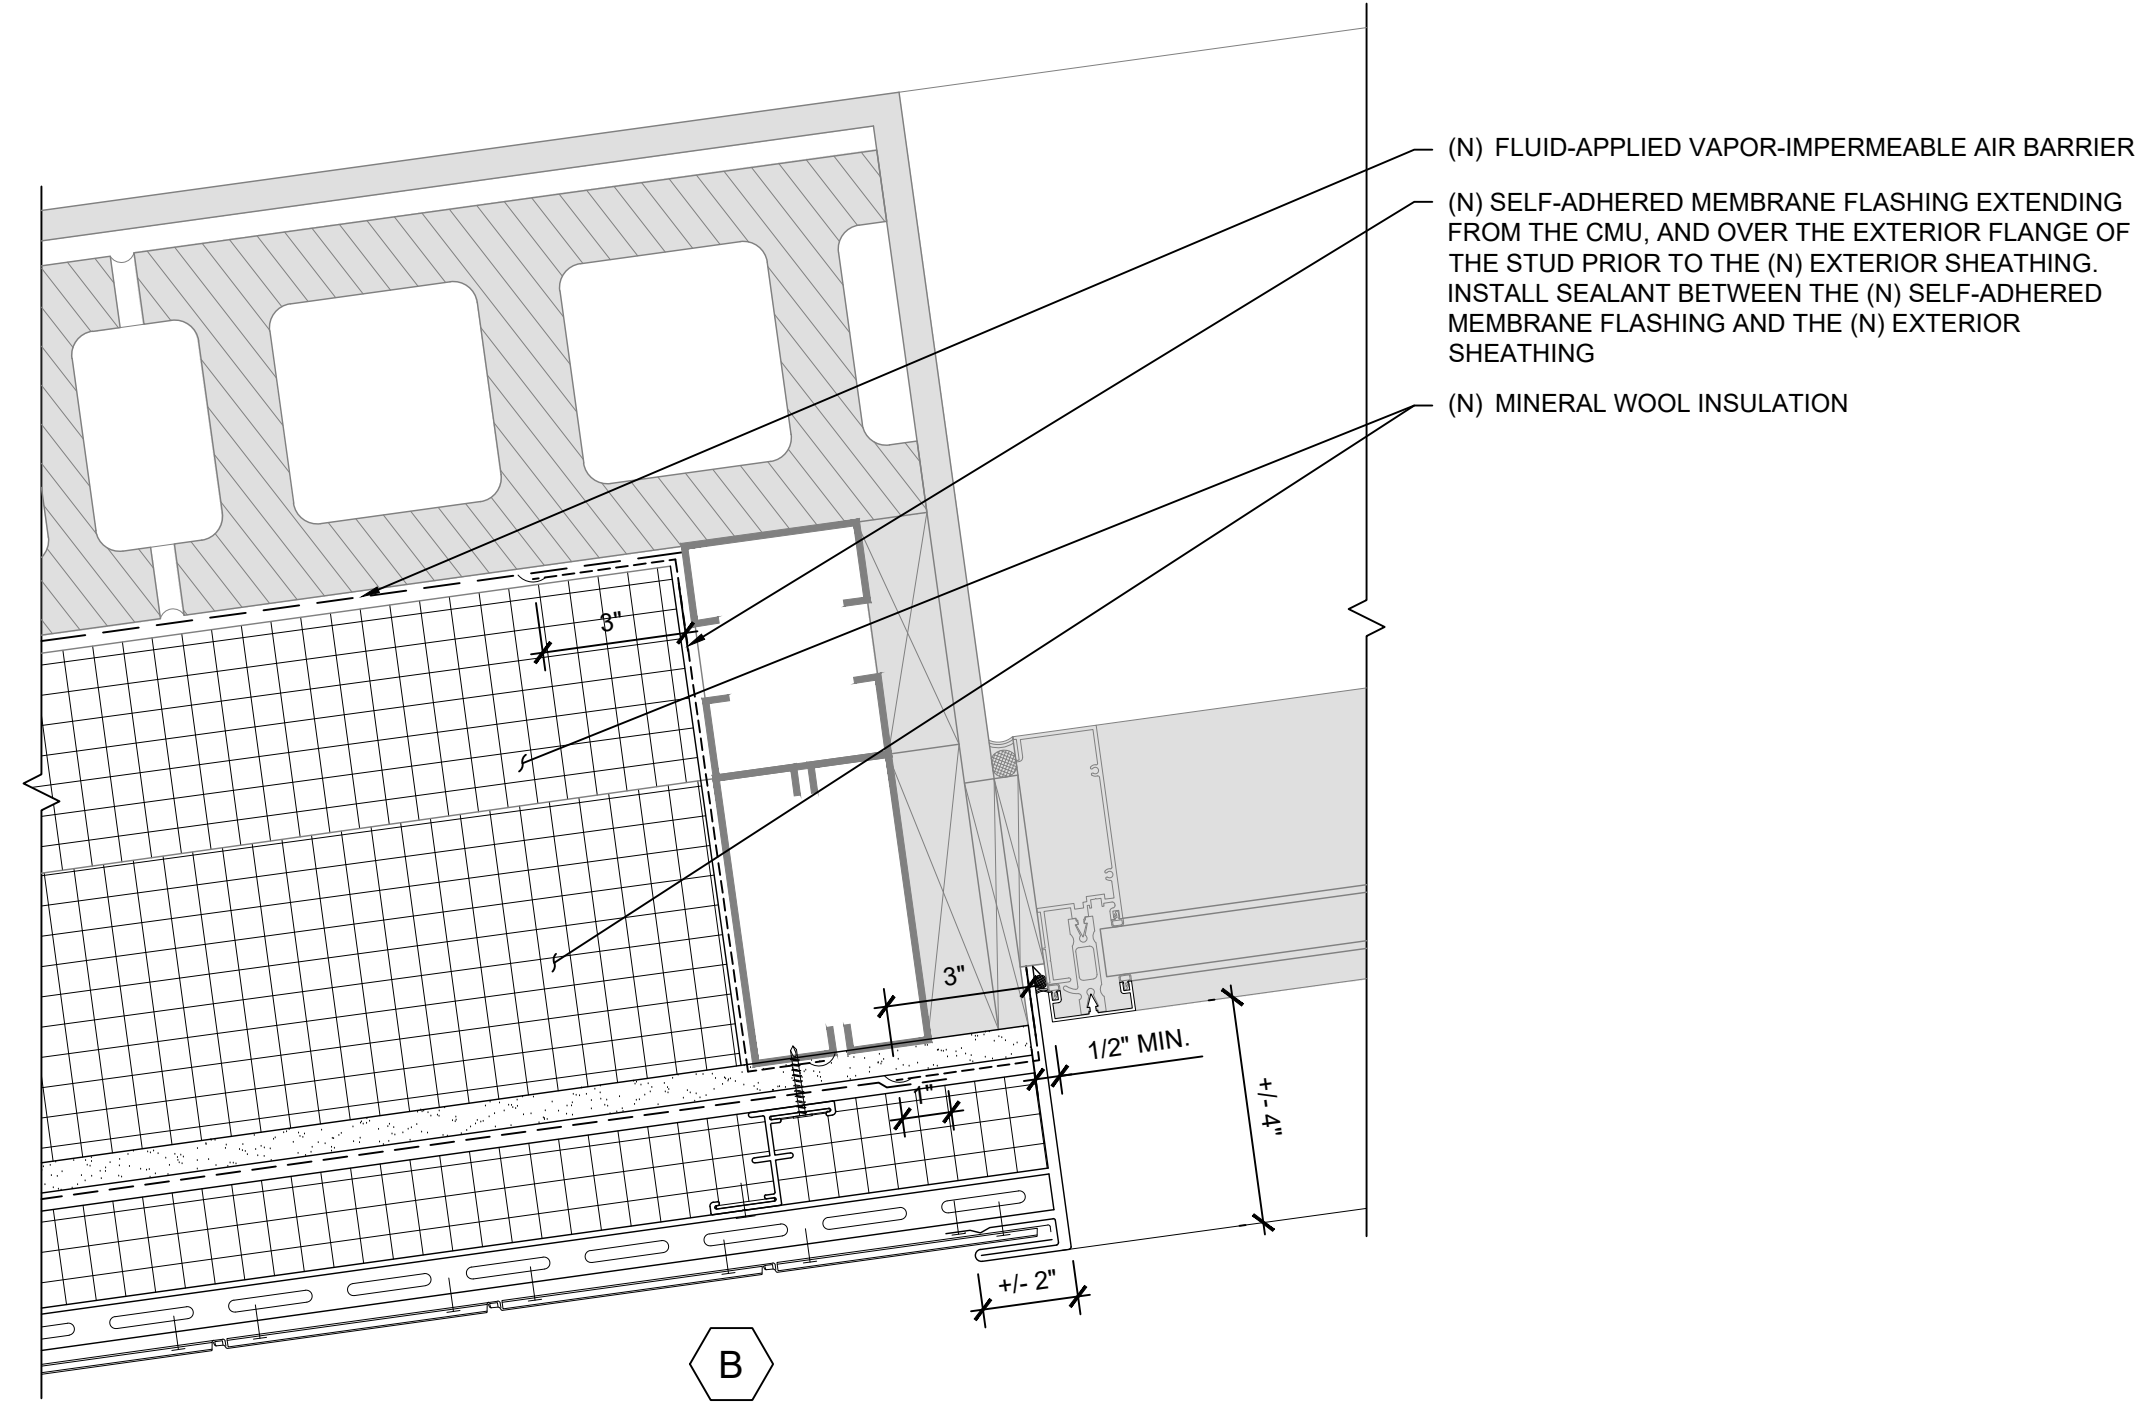 (N) FLUID-APPLIED VAPOR-IMPERMEABLE AIR BARRIER
(N) SELF-ADHERED MEMBRANE FLASHING EXTENDING
FROM THE CMU, AND OVER THE EXTERIOR FLANGE OF
THE STUD PRIOR TO THE (N) EXTERIOR SHEATHING.
INSTALL SEALANT BETWEEN THE (N) SELF-ADHERED
MEMBRANE FLASHING AND THE (N) EXTERIOR
SHEATHING
(N) MINERAL WOOL INSULATION
3"
3"
1/2" MIN.
1"
+/- 4"
+/- 2"
B